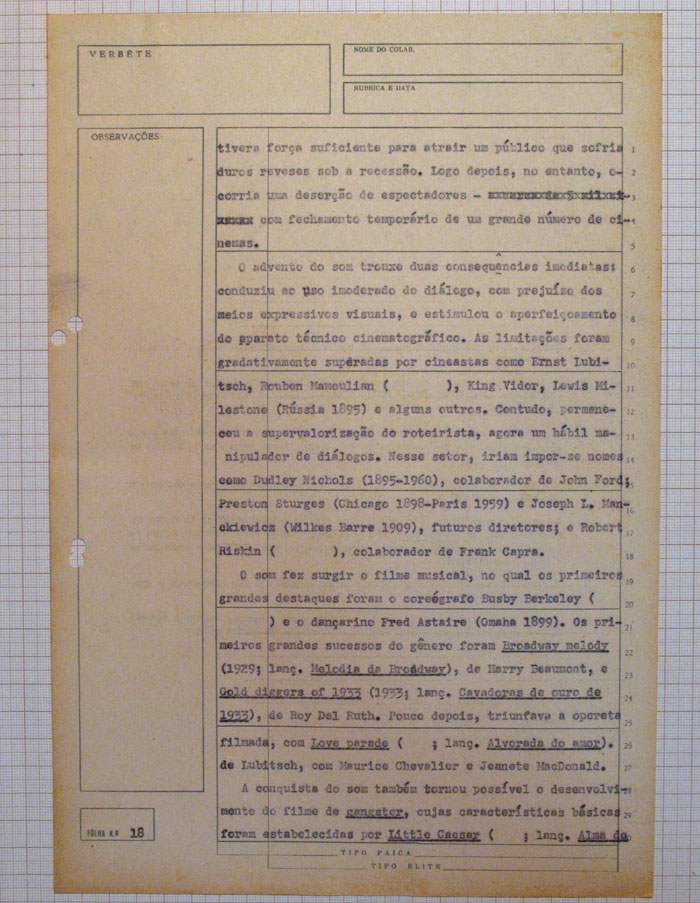 VERBÊTE
NOME DO COLAB.
RUBRICA E DATA
OBSERVAÇÕES:
tivera força suficiente para atrair um público que sofria 1
duros reveses sob a recessão. Logo depois, no entanto, o- 2
corria uma deserção de espectadores - 3
com fechamento temporário de um grande número de ci- 4
nemas. 5
O advento do som trouxe duas consequências imediatas: 6
conduziu ao uso imoderado do diálogo, com prejuízo dos 7
meios expressivos visuais, e estimulou o aperfeiçoamento 8
do aparato técnico cinematográfico. As limitações foram 9
gradativamente superadas por cineastas como Ernst Lubi- 10
tsch, Rouben Mamoulian ( ), King Vidor, Lewis Mi- 11
lestone (Rússia 1895) e alguns outros. Contudo, permane- 12
ceu a supervalorização do roteirista, agora um hábil ma- 13
nipulador de diálogos. Nesse setor, iriam impor-se nomes 14
como Dudley Nichols (1895-1960), colaborador de John Ford; 15
Preston Sturges (Chicago 1898-Paris 1959) e Joseph L. Man- 16
ckiewics (Wilkes Barre 1909), futuros diretores; e Robert 17
Riskin ( ), colaborador de Frank Capra. 18
O som fez surgir o filme musical, no qual os primeiros 19
grandes destaques foram o coreógrafo Busby Berkeley ( 20
) e o dançarino Fred Astaire (Omaha 1899). Os pri- 21
meiros grandes sucessos do gênero foram Broadway melody 22
(1929; lanç. Melodia da Broadway), de Harry Beaumont, e 23
Gold diggers of 1933 (1933; lanç. Cavadoras de ouro de 24
1933), de Roy Del Ruth. Pouco depois, triunfava a opereta 25
filmada, com Love parade ( ; lanç. Alvorada do amor). 26
de Lubitsch, com Maurice Chevalier e Jeanete MacDonald. 27
A conquista do som também tornou possível o desenvolvi- 28
mento do filme de gangster, cujas características básicas 29
foram estabelecidas por Little Caesar ( ; lanç. Alma do 30
FÔLHA N.º 18
TIPO PAICA
TIPO ELITE